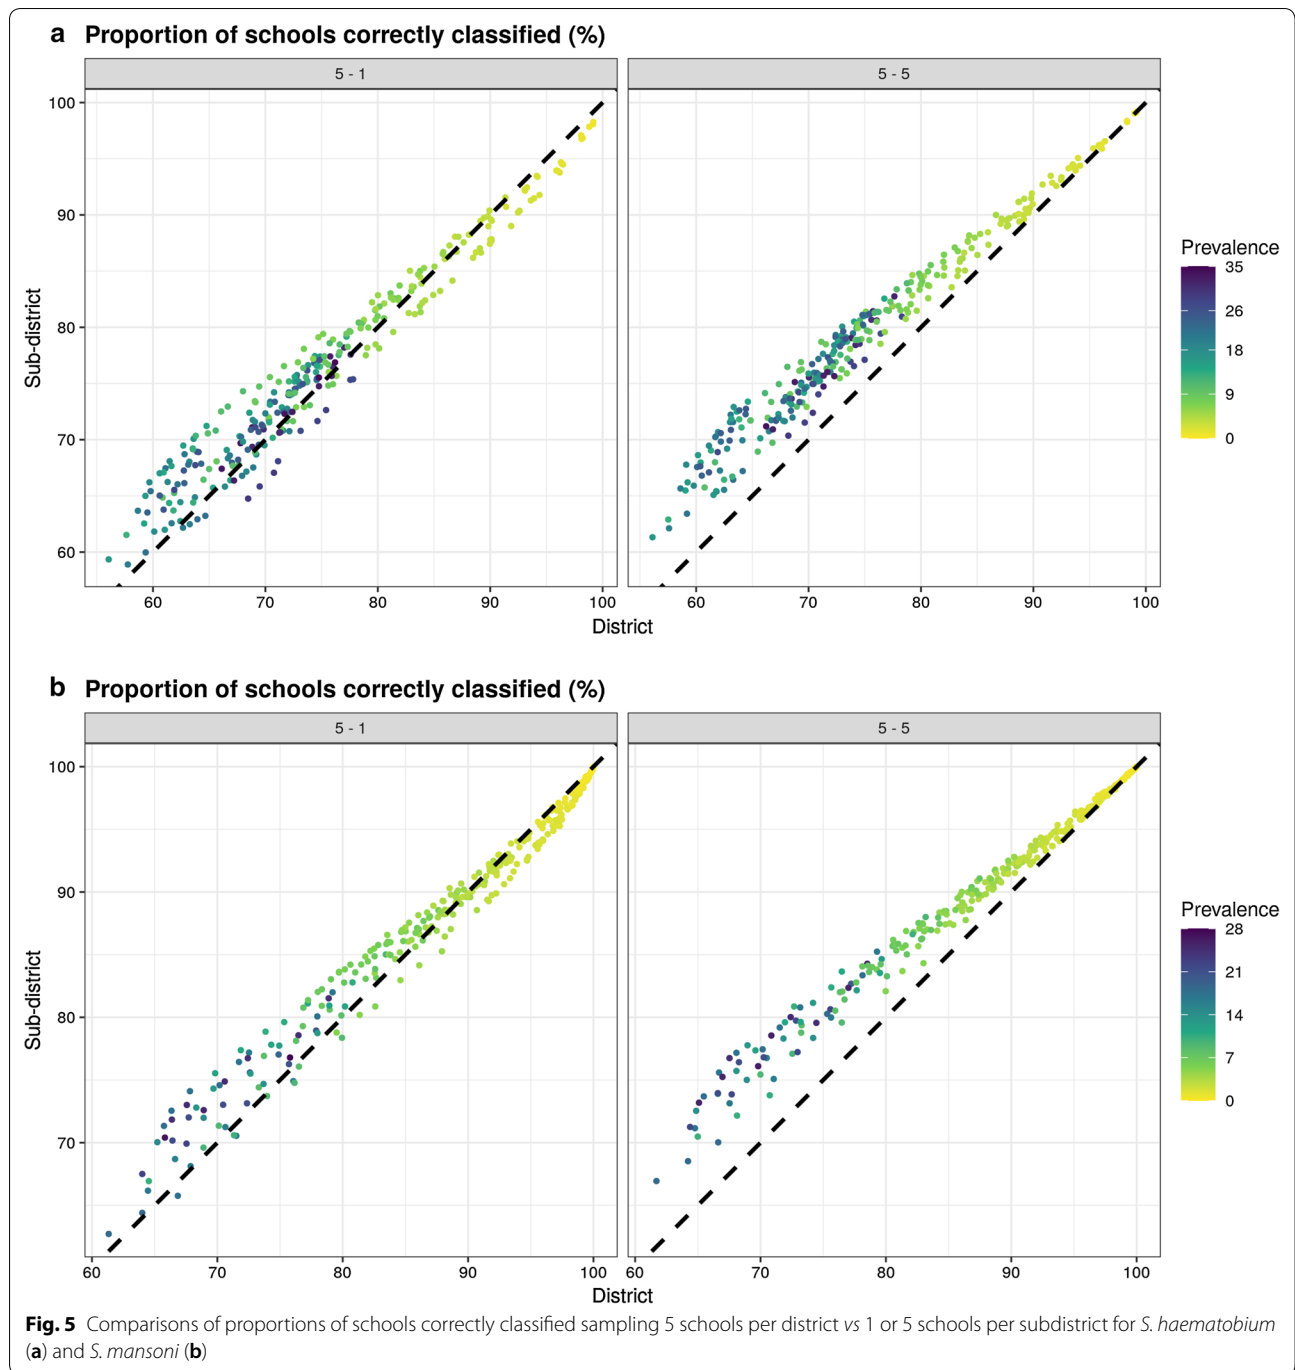 a Proportion of schools correctly classified (%)
5 - 1
5 - 5
100
90
80
70
60
Sub-district
60 70 80 90 100
60 70 80 90 100
District
Prevalence
35
26
18
9
0
b Proportion of schools correctly classified (%)
5 - 1
5 - 5
100
90
80
70
Sub-district
60 70 80 90 100
60 70 80 90 100
District
Prevalence
28
21
14
7
0
Fig. 5 Comparisons of proportions of schools correctly classified sampling 5 schools per district vs 1 or 5 schools per subdistrict for S. haematobium
(a) and S. mansoni (b)